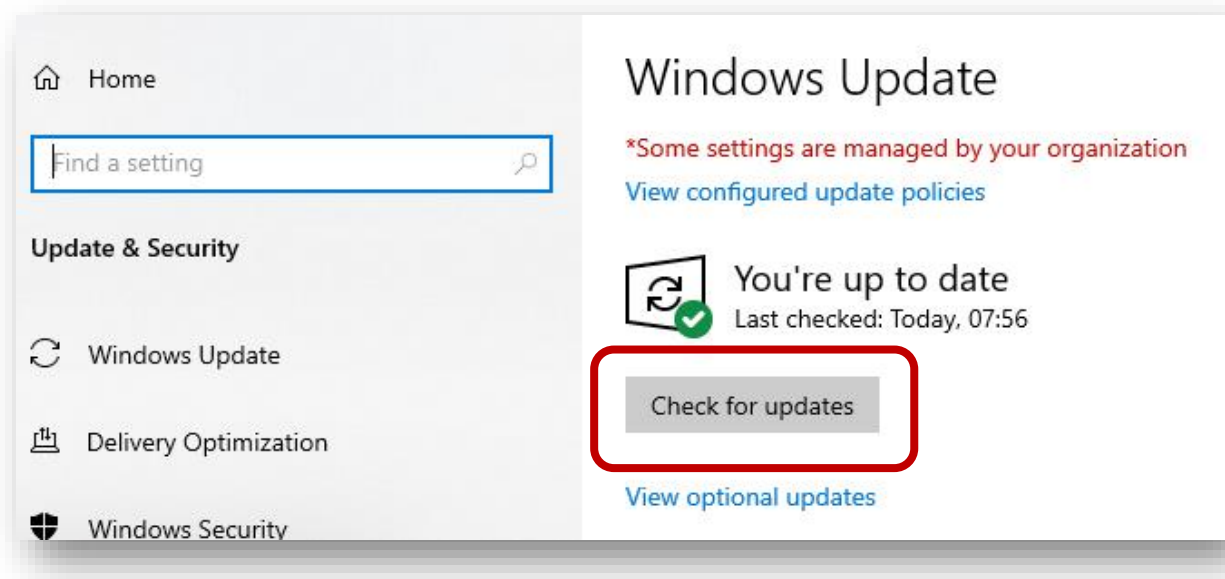 Home
Find a setting
Update & Security
Windows Update
Delivery Optimization
Windows Security
Windows Update
*Some settings are managed by your organization
View configured update policies
You're up to date
Last checked: Today, 07:56
Check for updates
View optional updates